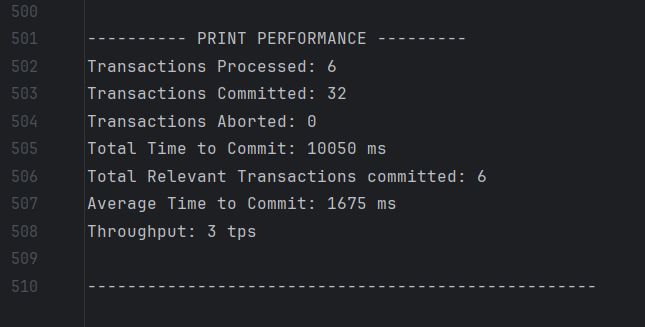 500
501 ---------- PRINT PERFORMANCE ---------
502 Transactions Processed: 6
503 Transactions Committed: 32
504 Transactions Aborted: 0
505 Total Time to Commit: 10050 ms
506 Total Relevant Transactions committed: 6
507 Average Time to Commit: 1675 ms
508 Throughput: 3 tps
509
510 ---------------------------------------------------